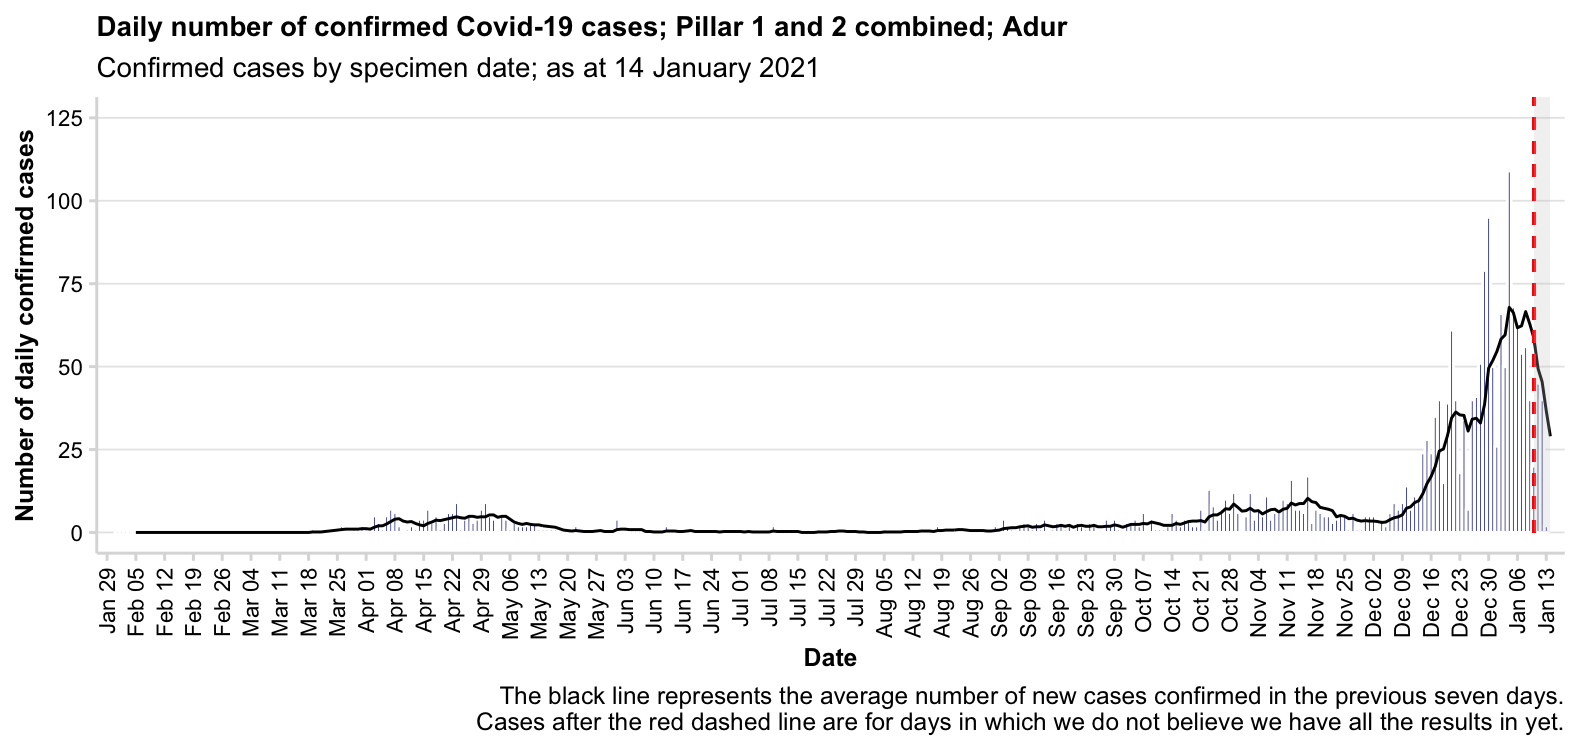 Daily number of confirmed Covid-19 cases; Pillar 1 and 2 combined; Adur
Confirmed cases by specimen date; as at 14 January 2021
Number of daily confirmed cases
125
100
75
50
25
0
Jan 29
Feb 05
Feb 12
Feb 19
Feb 26
Mar 04
Mar 11
Mar 18
Mar 25
Apr 01
Apr 08
Apr 15
Apr 22
Apr 29
May 06
May 13
May 20
May 27
Jun 03
Jun 10
Jun 17
Jun 24
Jul 01
Jul 08
Jul 15
Jul 22
Jul 29
Aug 05
Aug 12
Aug 19
Aug 26
Sep 02
Sep 09
Sep 16
Sep 23
Sep 30
Oct 07
Oct 14
Oct 21
Oct 28
Nov 04
Nov 11
Nov 18
Nov 25
Dec 02
Dec 09
Dec 16
Dec 23
Dec 30
Jan 06
Jan 13
Date
The black line represents the average number of new cases confirmed in the previous seven days.
Cases after the red dashed line are for days in which we do not believe we have all the results in yet.